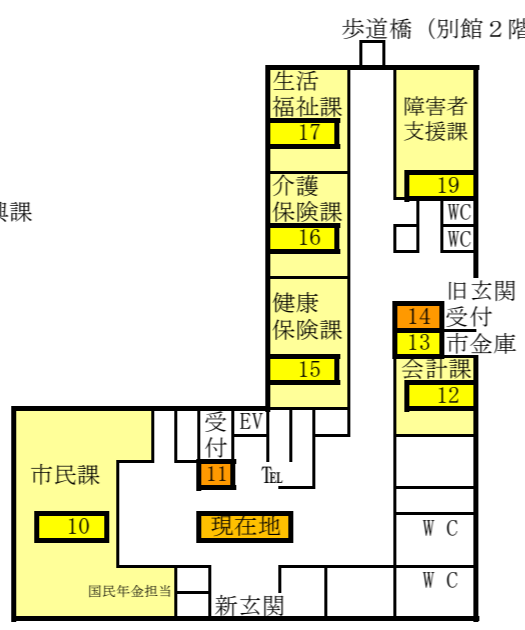 歩道橋（別館２階
生活
福祉課
17
障害者
支援課
19
介護
保険課
16
WC
WC
興課
旧玄関
14 受付
13 市金庫
健康
保険課
15
会計課
12
受
付
11
EV
℡
市民課
10
現在地
W C
W C
国民年金担当
新玄関